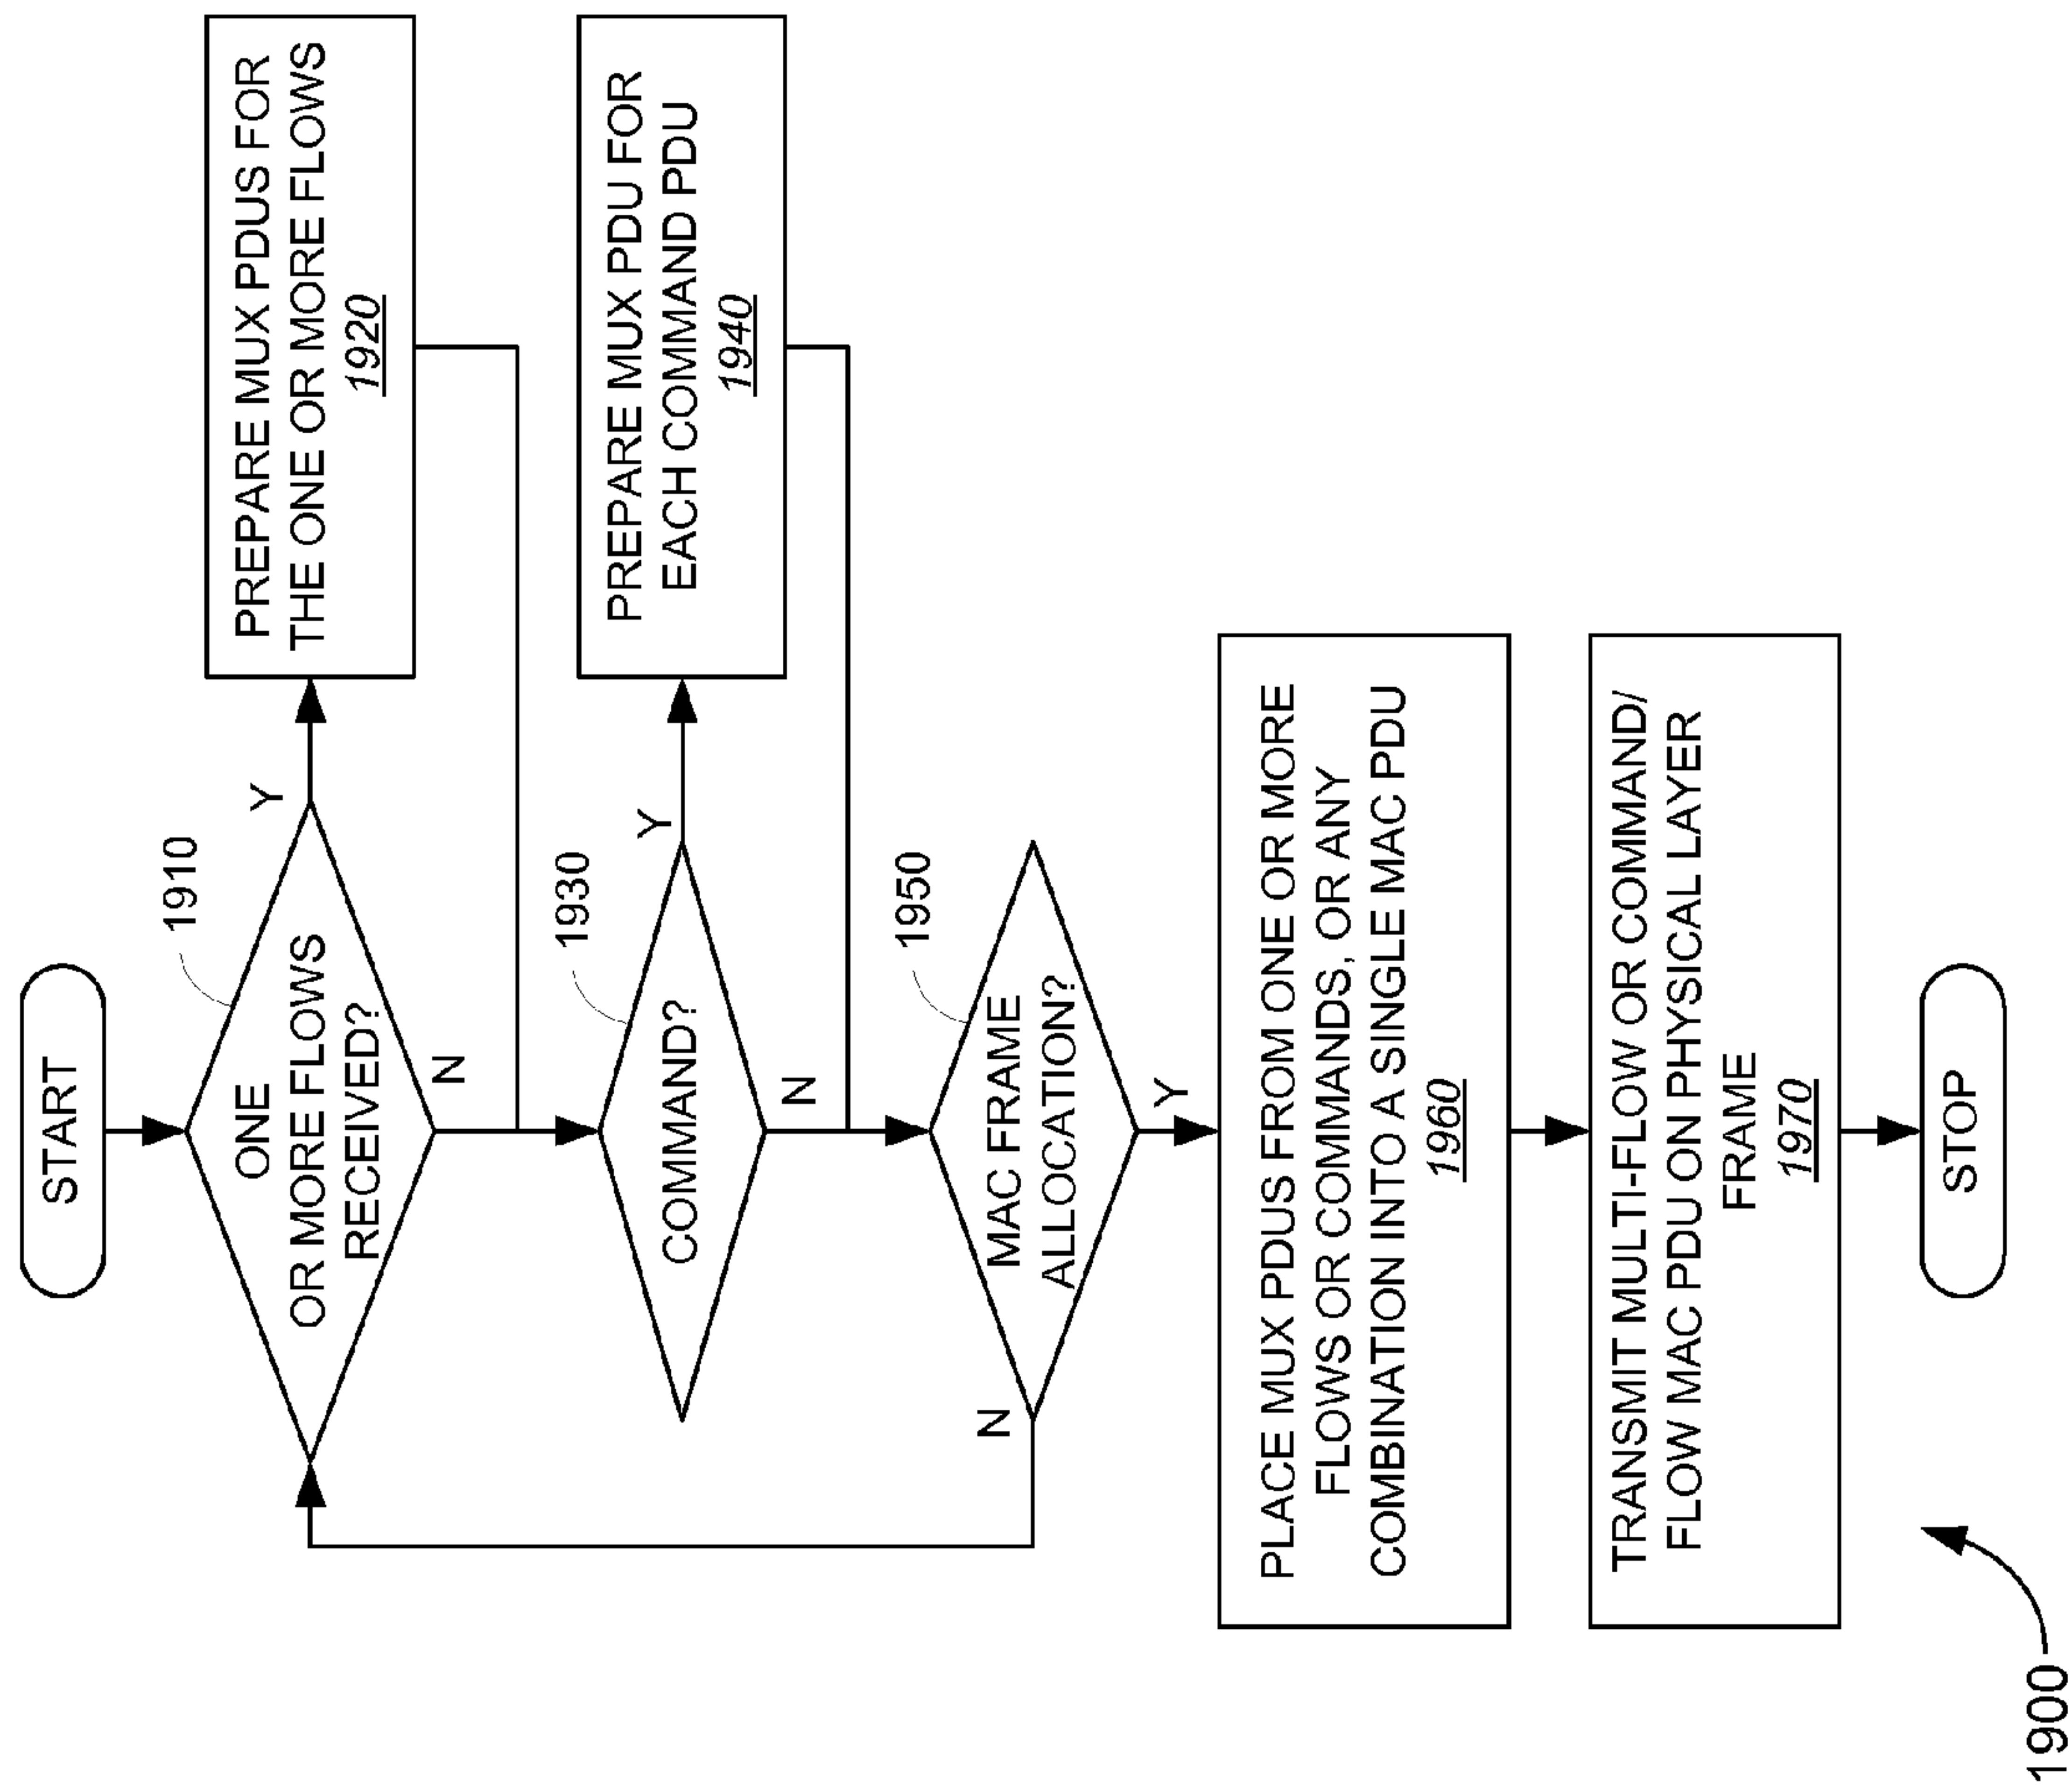 START
1910
ONE
OR MORE FLOWS
RECEIVED?
Y
N
PREPARE MUX PDUS FOR
THE ONE OR MORE FLOWS
1920
1930
COMMAND?
Y
N
PREPARE MUX PDU FOR
EACH COMMAND PDU
1940
1950
MAC FRAME
ALLOCATION?
N
Y
PLACE MUX PDUS FROM ONE OR MORE
FLOWS OR COMMANDS, OR ANY
COMBINATION INTO A SINGLE MAC PDU
1960
TRANSMIT MULTI-FLOW OR COMMAND/
FLOW MAC PDU ON PHYSICAL LAYER
FRAME
1970
STOP
1900